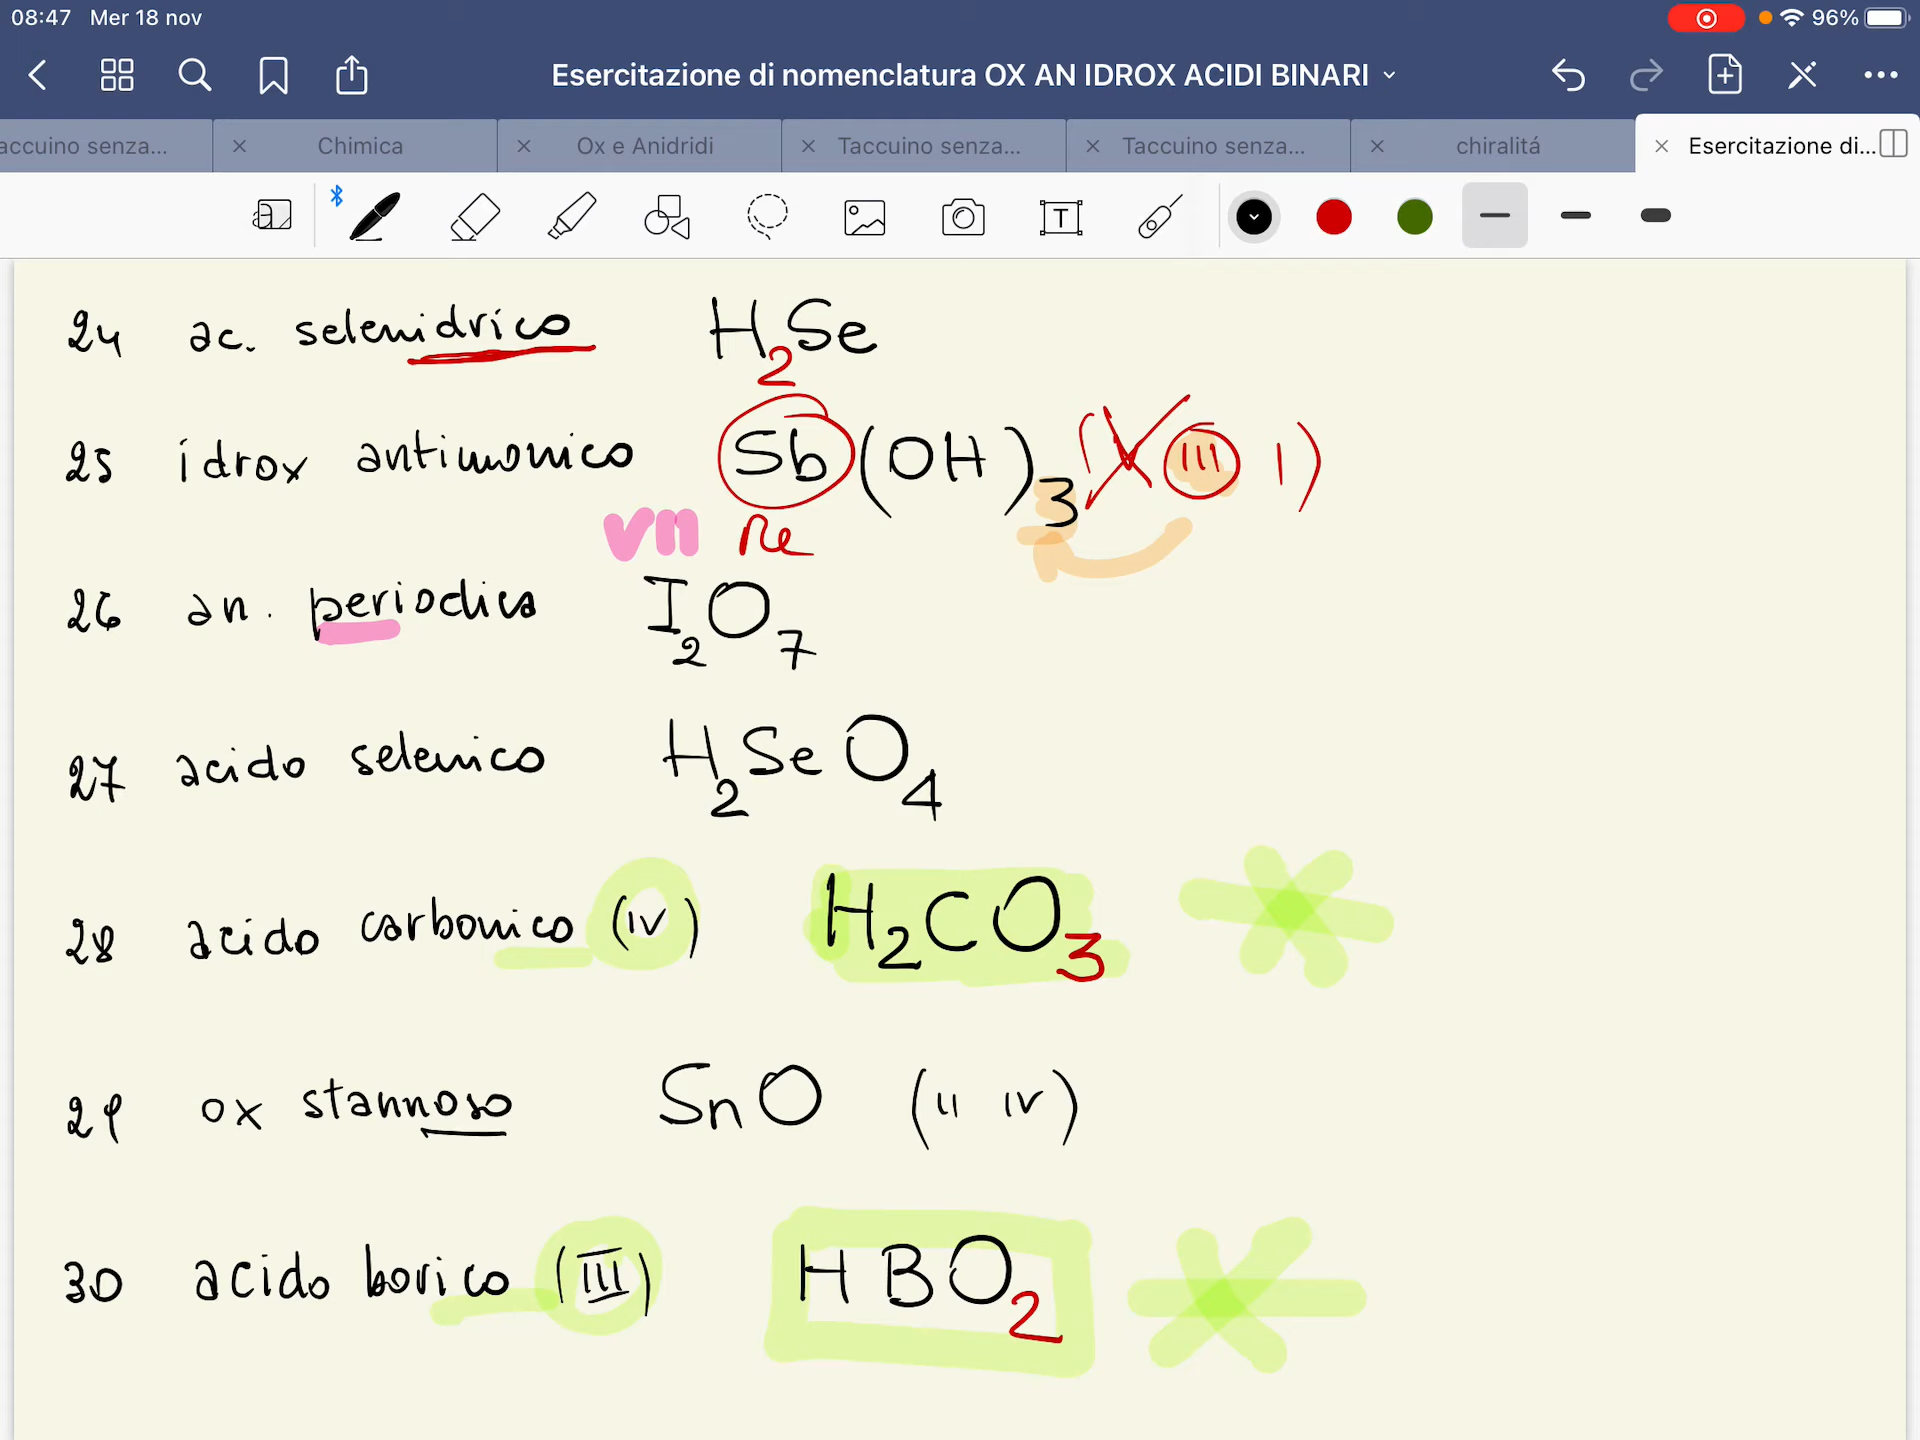 08:47 Mer 18 nov 96%
Esercitazione di nomenclatura OX AN IDROX ACIDI BINARI
accuino senza... Chimica Ox e Anidridi Taccuino senza... Taccuino senza... chiralitá Esercitazione di...
24 ac. selenidrico H2Se
25 idrox antimonico Sb(OH)3 (V III I)
VII Me
26 an. periodica I2O7
27 acido selenico H2SeO4
28 acido carbonico (IV) H2CO3
29 ox stannoso SnO (II IV)
30 acido borico (III) HBO2